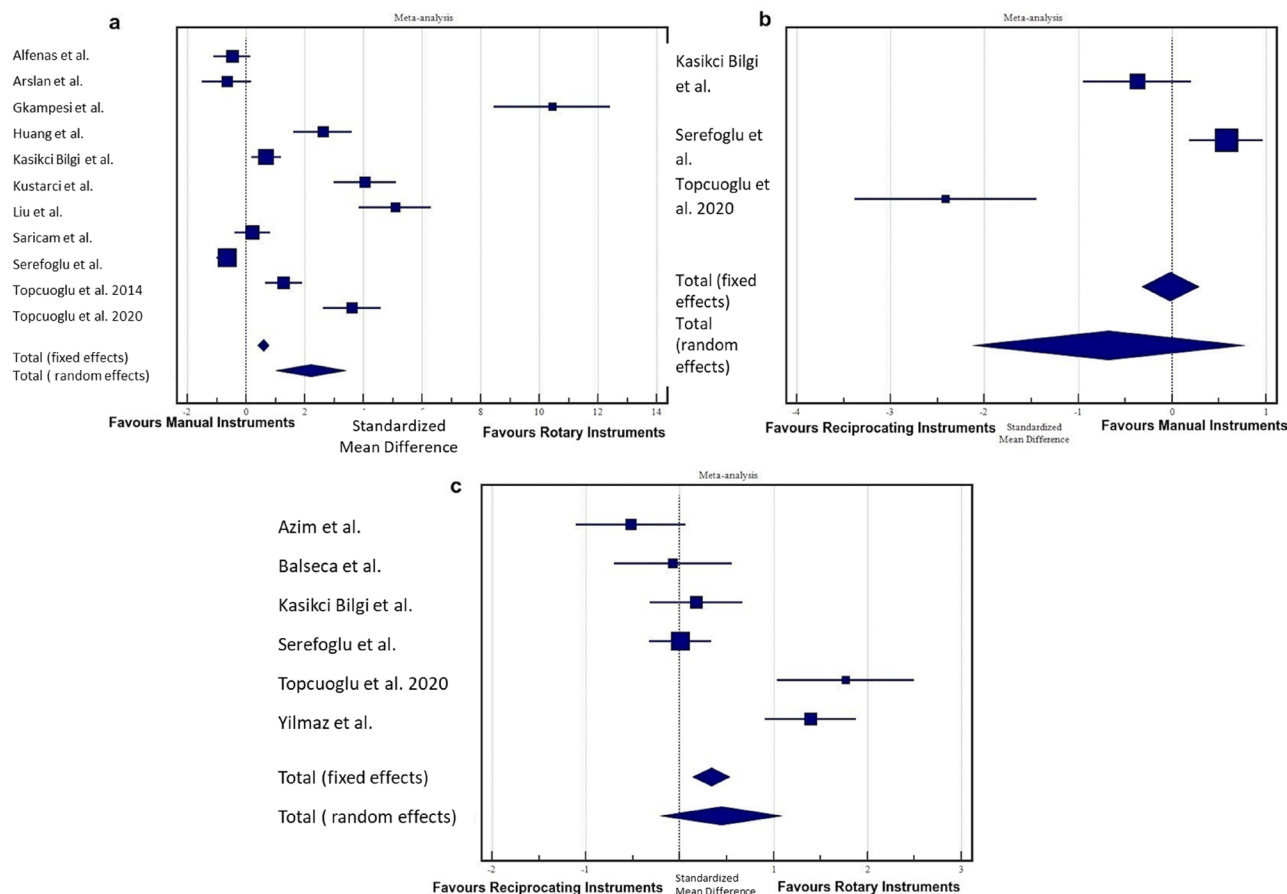 a
Meta-analysis
Alfenas et al.
Arslan et al.
Gkampesi et al.
Huang et al.
Kasikci Bilgi et al.
Kustarci et al.
Liu et al.
Saricam et al.
Serefoglu et al.
Topcuoglu et al. 2014
Topcuoglu et al. 2020
Total (fixed effects)
Total ( random effects)
-2 0 2 4 6 8 10 12 14
Favours Manual Instruments
Standardized
Mean Difference
Favours Rotary Instruments
b
Meta-analysis
Kasikci Bilgi
et al.
Serefoglu et
al.
Topcuoglu et
al. 2020
Total (fixed
effects)
Total
(random
effects)
-4 -3 -2 -1 0 1
Favours Reciprocating Instruments
Standardized
Mean Difference
Favours Manual Instruments
c
Meta-analysis
Azim et al.
Balseca et al.
Kasikci Bilgi et al.
Serefoglu et al.
Topcuoglu et al. 2020
Yilmaz et al.
Total (fixed effects)
Total ( random effects)
-2 -1 0 1 2 3
Favours Reciprocating Instruments
Standardized
Mean Difference
Favours Rotary Instruments